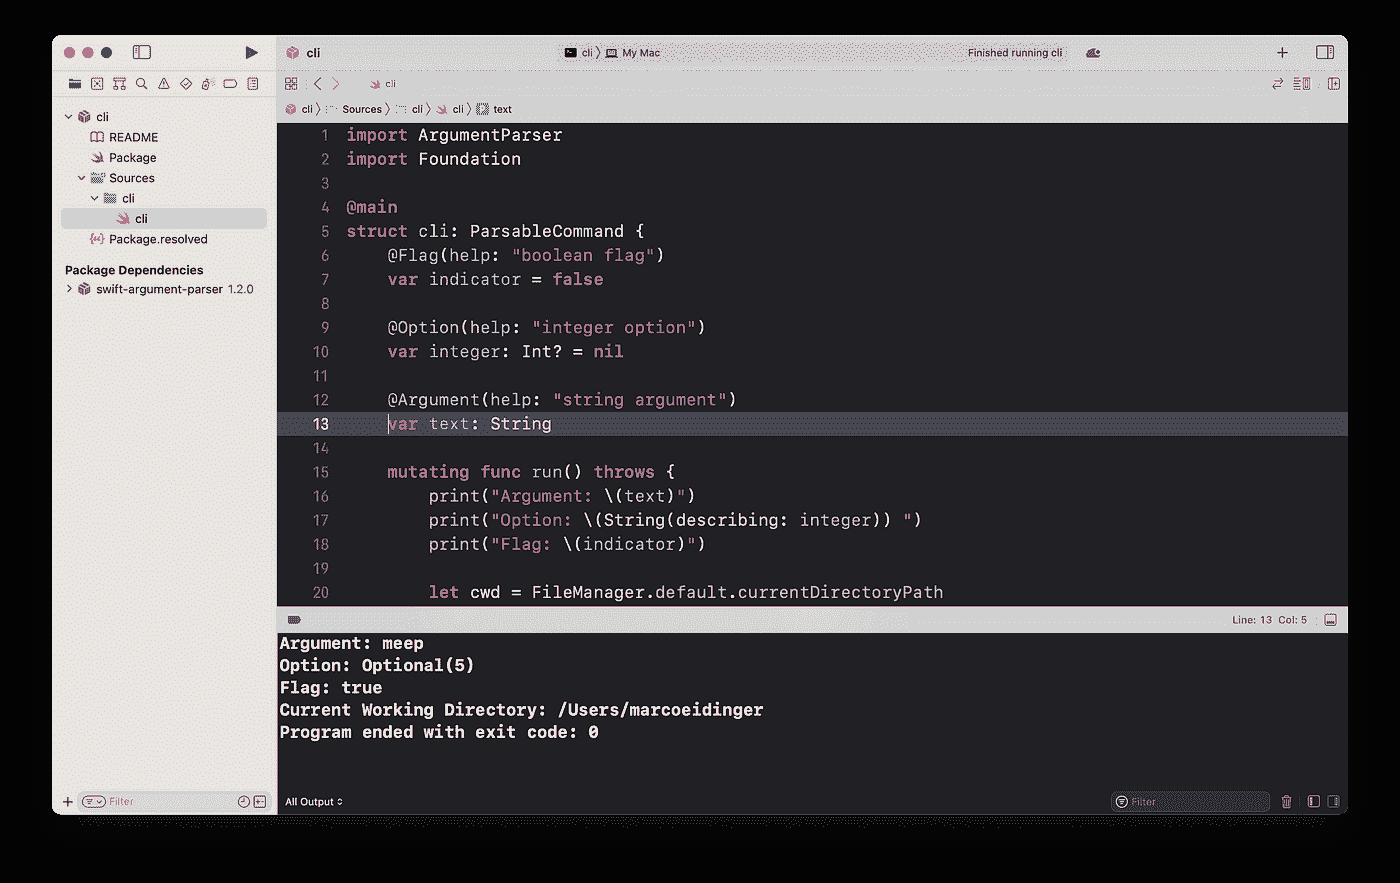 cli
cli
My Mac
Finished running cli
cli
cli
README
Package
Sources
cli
cli
Package.resolved
Package Dependencies
swift-argument-parser 1.2.0
Filter
cli Sources cli cli text
1 import ArgumentParser
2 import Foundation
3
4 @main
5 struct cli: ParsableCommand {
6 @Flag(help: "boolean flag")
7 var indicator = false
8
9 @Option(help: "integer option")
10 var integer: Int? = nil
11
12 @Argument(help: "string argument")
13 var text: String
14
15 mutating func run() throws {
16 print("Argument: \(text)")
17 print("Option: \(String(describing: integer)) ")
18 print("Flag: \(indicator)")
19
20 let cwd = FileManager.default.currentDirectoryPath
Line: 13 Col: 5
Argument: meep
Option: Optional(5)
Flag: true
Current Working Directory: /Users/marcoeidinger
Program ended with exit code: 0
All Output
Filter